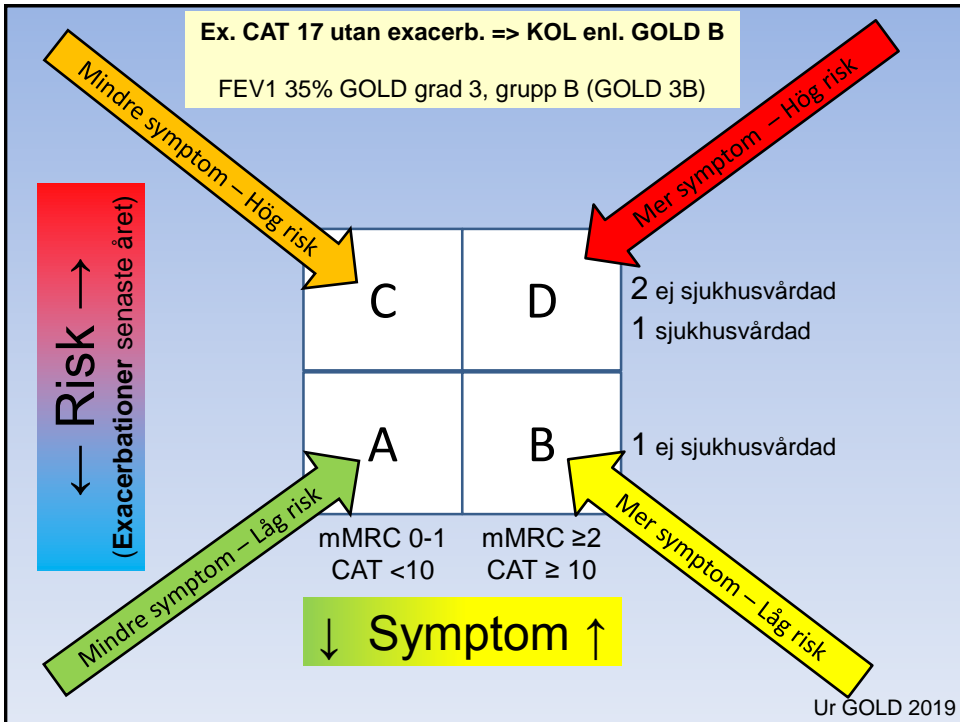 Ex. CAT 17 utan exacerb. => KOL enl. GOLD B
FEV1 35% GOLD grad 3, grupp B (GOLD 3B)
Mindre symptom – Hög risk
Mer symptom – Hög risk
← Risk →
(Exacerbationer senaste året)
C
D
2 ej sjukhusvårdad
1 sjukhusvårdad
A
B
1 ej sjukhusvårdad
Mindre symptom – Låg risk
Mer symptom – Låg risk
mMRC 0-1
CAT <10
mMRC ≥2
CAT ≥ 10
↓ Symptom ↑
Ur GOLD 2019